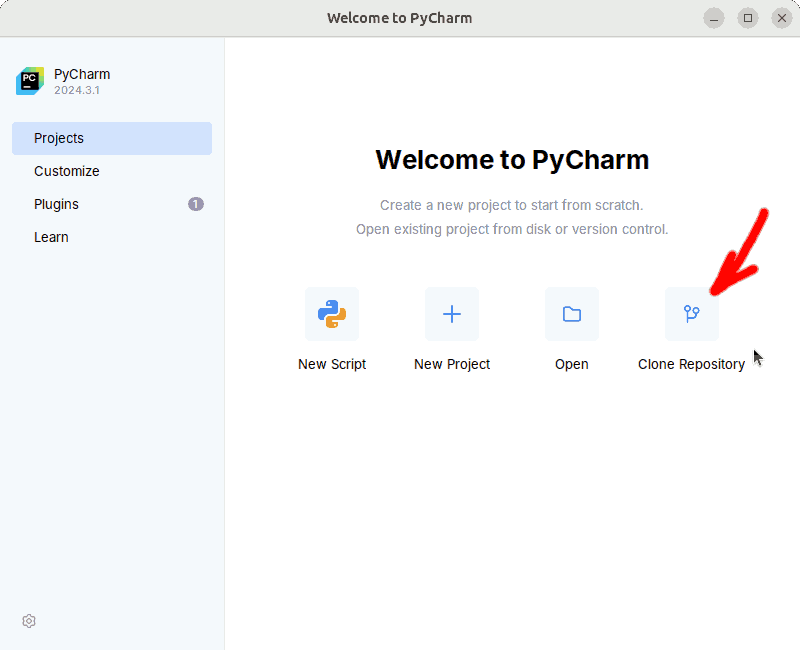 Welcome to PyCharm
PC
PyCharm
2024.3.1
Projects
Customize
Plugins
1
Learn
Welcome to PyCharm
Create a new project to start from scratch.
Open existing project from disk or version control.
New Script
New Project
Open
Clone Repository